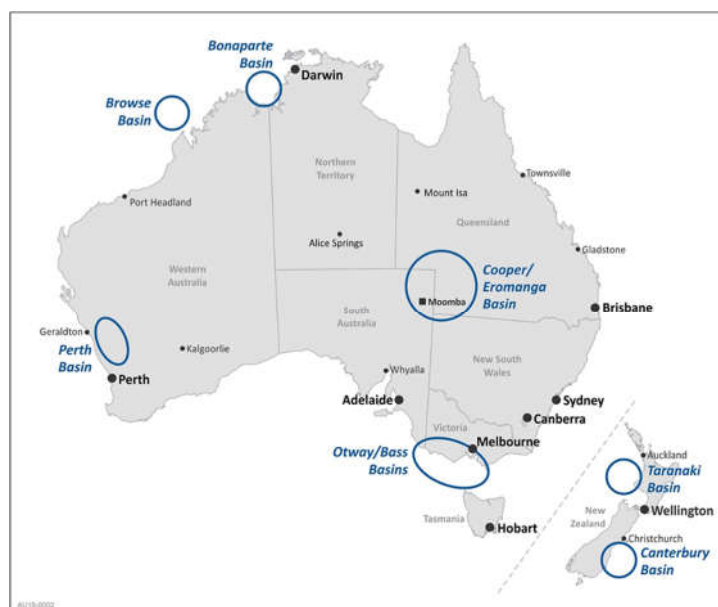 Bonaparte
Basin
Darwin
Browse
Basin
Northern
Territory
Townsville
Mount Isa
Port Headland
Queensland
Alice Springs
Gladstone
Western
Australia
Cooper/
Eromanga
Basin
Moomba
South
Australia
Brisbane
Geraldton
Perth
Basin
Kalgoorlie
New South
Wales
Whyalla
Perth
Adelaide
Sydney
Canberra
Victoria
Melbourne
Otway/Bass
Basins
Auckland
Taranaki
Basin
Tasmania
Hobart
New
Zealand
Wellington
Christchurch
Canterbury
Basin
AU19-0002